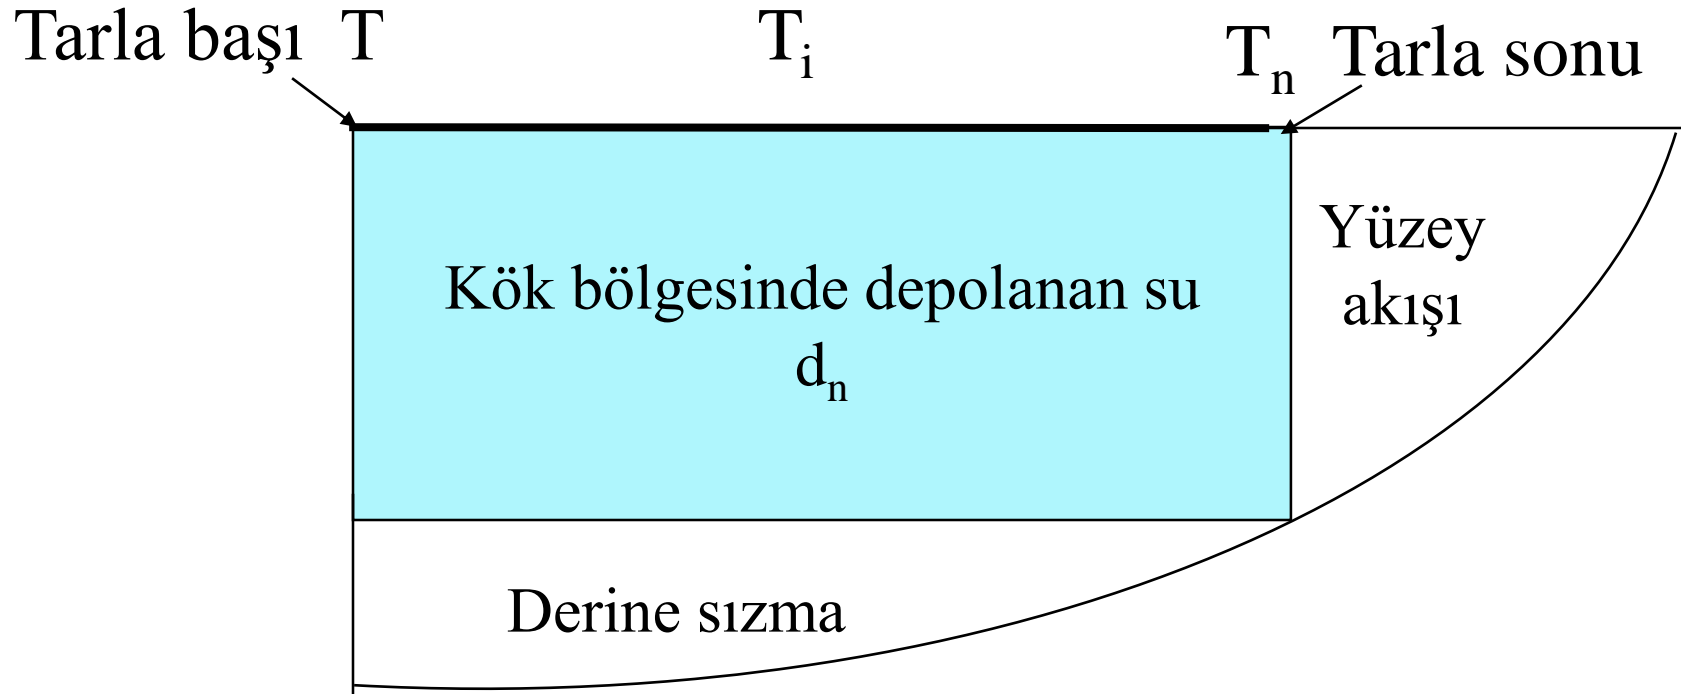 Tarla başı T Tᵢ Tₙ Tarla sonu
Kök bölgesinde depolanan su
dₙ
Yüzey
akışı
Derine sızma